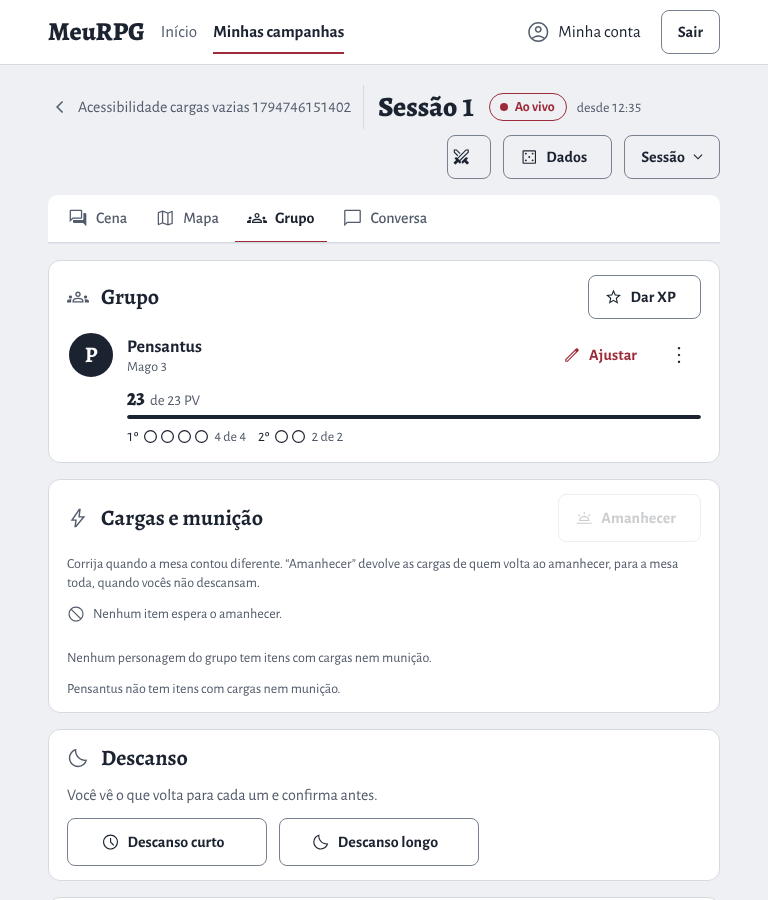 MeuRPG
Início
Minhas campanhas
Minha conta
Sair
Acessibilidade cargas vazias 1794746151402
Sessão 1
Ao vivo
desde 12:35
Dados
Sessão
Cena
Mapa
Grupo
Conversa
Grupo
Dar XP
P
Pensantus
Mago 3
Ajustar
23 de 23 PV
1º 4 de 4 2º 2 de 2
Cargas e munição
Amanhecer
Corrija quando a mesa contou diferente. “Amanhecer” devolve as cargas de quem volta ao amanhecer, para a mesa
toda, quando vocês não descansam.
Nenhum item espera o amanhecer.
Nenhum personagem do grupo tem itens com cargas nem munição.
Pensantus não tem itens com cargas nem munição.
Descanso
Você vê o que volta para cada um e confirma antes.
Descanso curto
Descanso longo